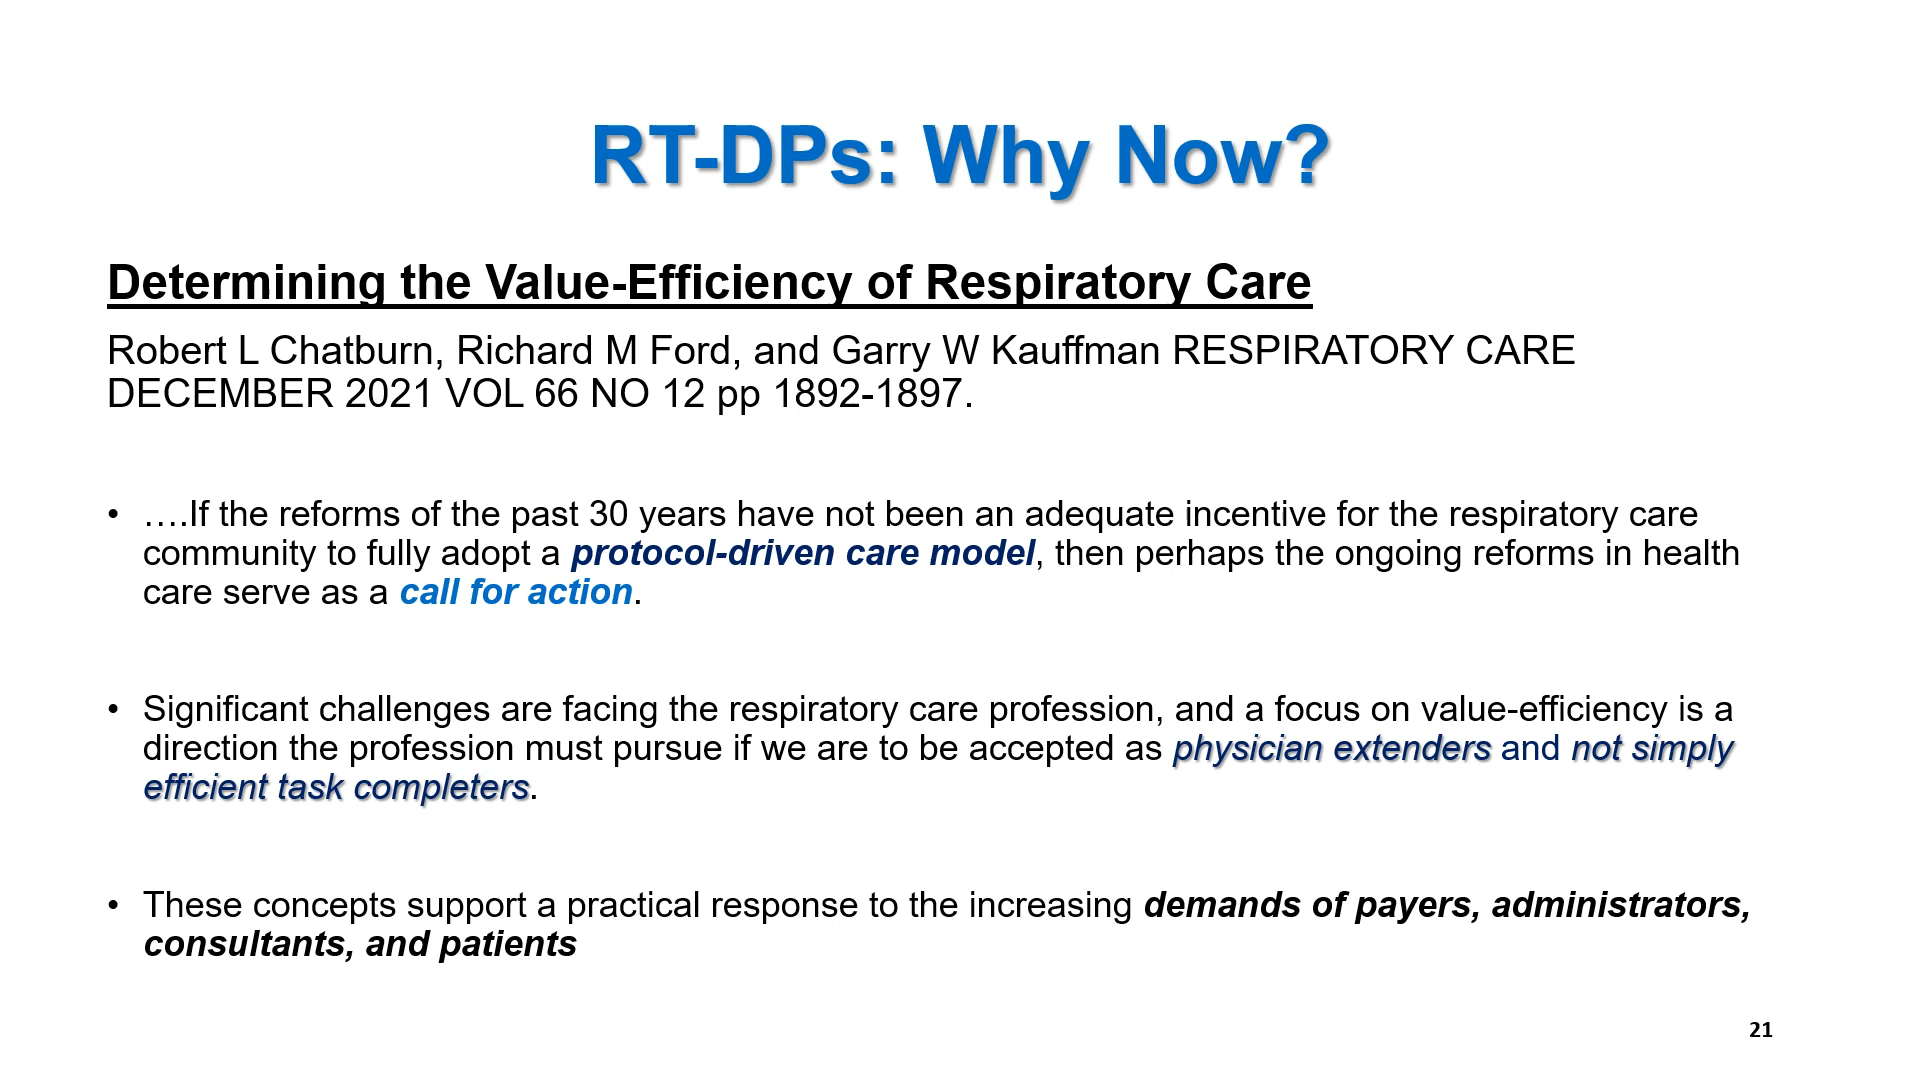 RT-DPs: Why Now?
Determining the Value-Efficiency of Respiratory Care
Robert L Chatburn, Richard M Ford, and Garry W Kauffman RESPIRATORY CARE
DECEMBER 2021 VOL 66 NO 12 pp 1892-1897.
• ….If the reforms of the past 30 years have not been an adequate incentive for the respiratory care
community to fully adopt a protocol-driven care model, then perhaps the ongoing reforms in health
care serve as a call for action.
• Significant challenges are facing the respiratory care profession, and a focus on value-efficiency is a
direction the profession must pursue if we are to be accepted as physician extenders and not simply
efficient task completers.
• These concepts support a practical response to the increasing demands of payers, administrators,
consultants, and patients
21